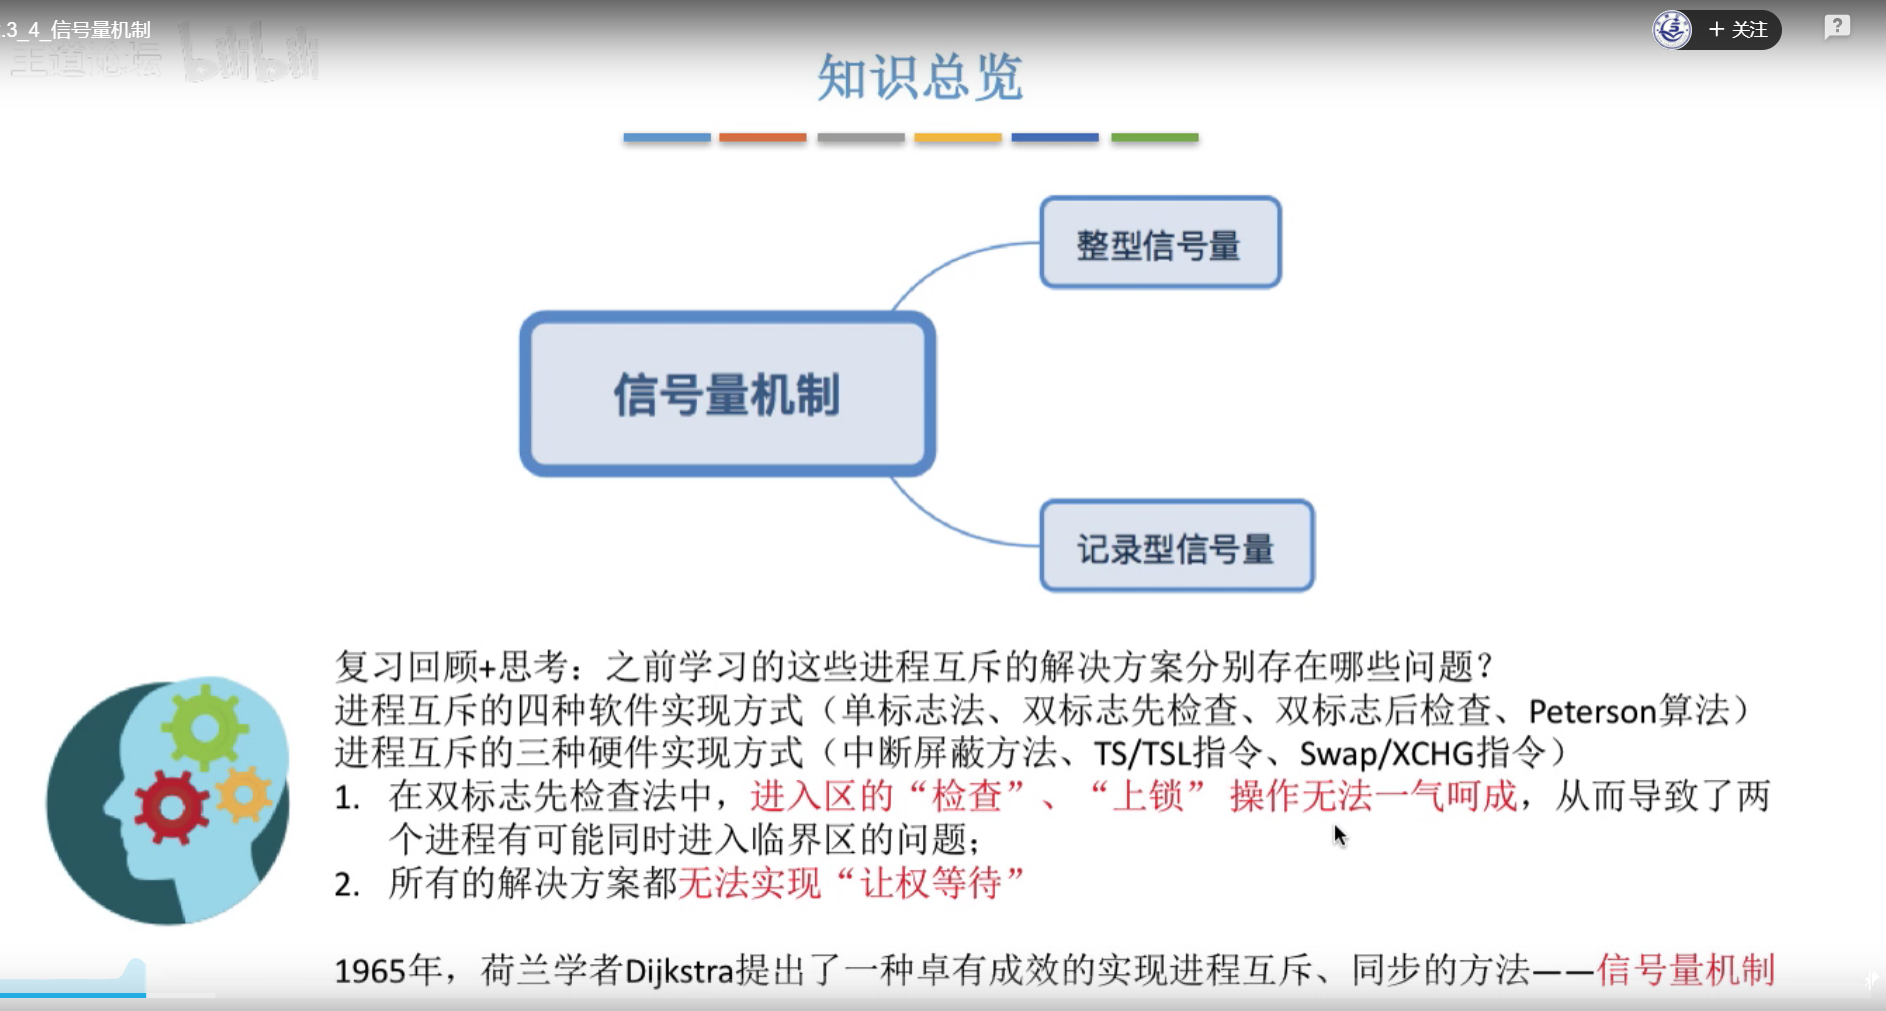 .3_4_信号量机制
王道论坛 bilibili
+ 关注
?
知识总览
整型信号量
信号量机制
记录型信号量
复习回顾+思考：之前学习的这些进程互斥的解决方案分别存在哪些问题？
进程互斥的四种软件实现方式（单标志法、双标志先检查、双标志后检查、Peterson算法）
进程互斥的三种硬件实现方式（中断屏蔽方法、TS/TSL指令、Swap/XCHG指令）
1. 在双标志先检查法中，进入区的“检查”、“上锁” 操作无法一气呵成，从而导致了两
个进程有可能同时进入临界区的问题；
2. 所有的解决方案都无法实现“让权等待”
1965年，荷兰学者Dijkstra提出了一种卓有成效的实现进程互斥、同步的方法——信号量机制